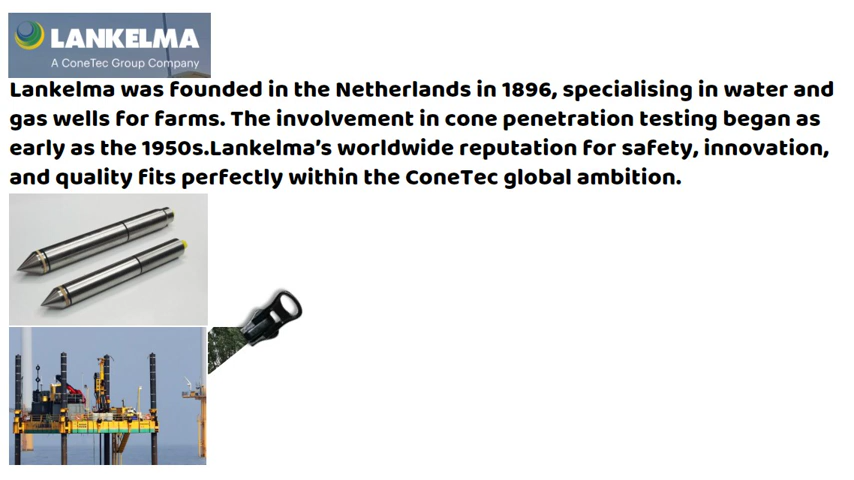 LANKELMA
A ConeTec Group Company
Lankelma was founded in the Netherlands in 1896, specialising in water and
gas wells for farms. The involvement in cone penetration testing began as
early as the 1950s.Lankelma's worldwide reputation for safety, innovation,
and quality fits perfectly within the ConeTec global ambition.